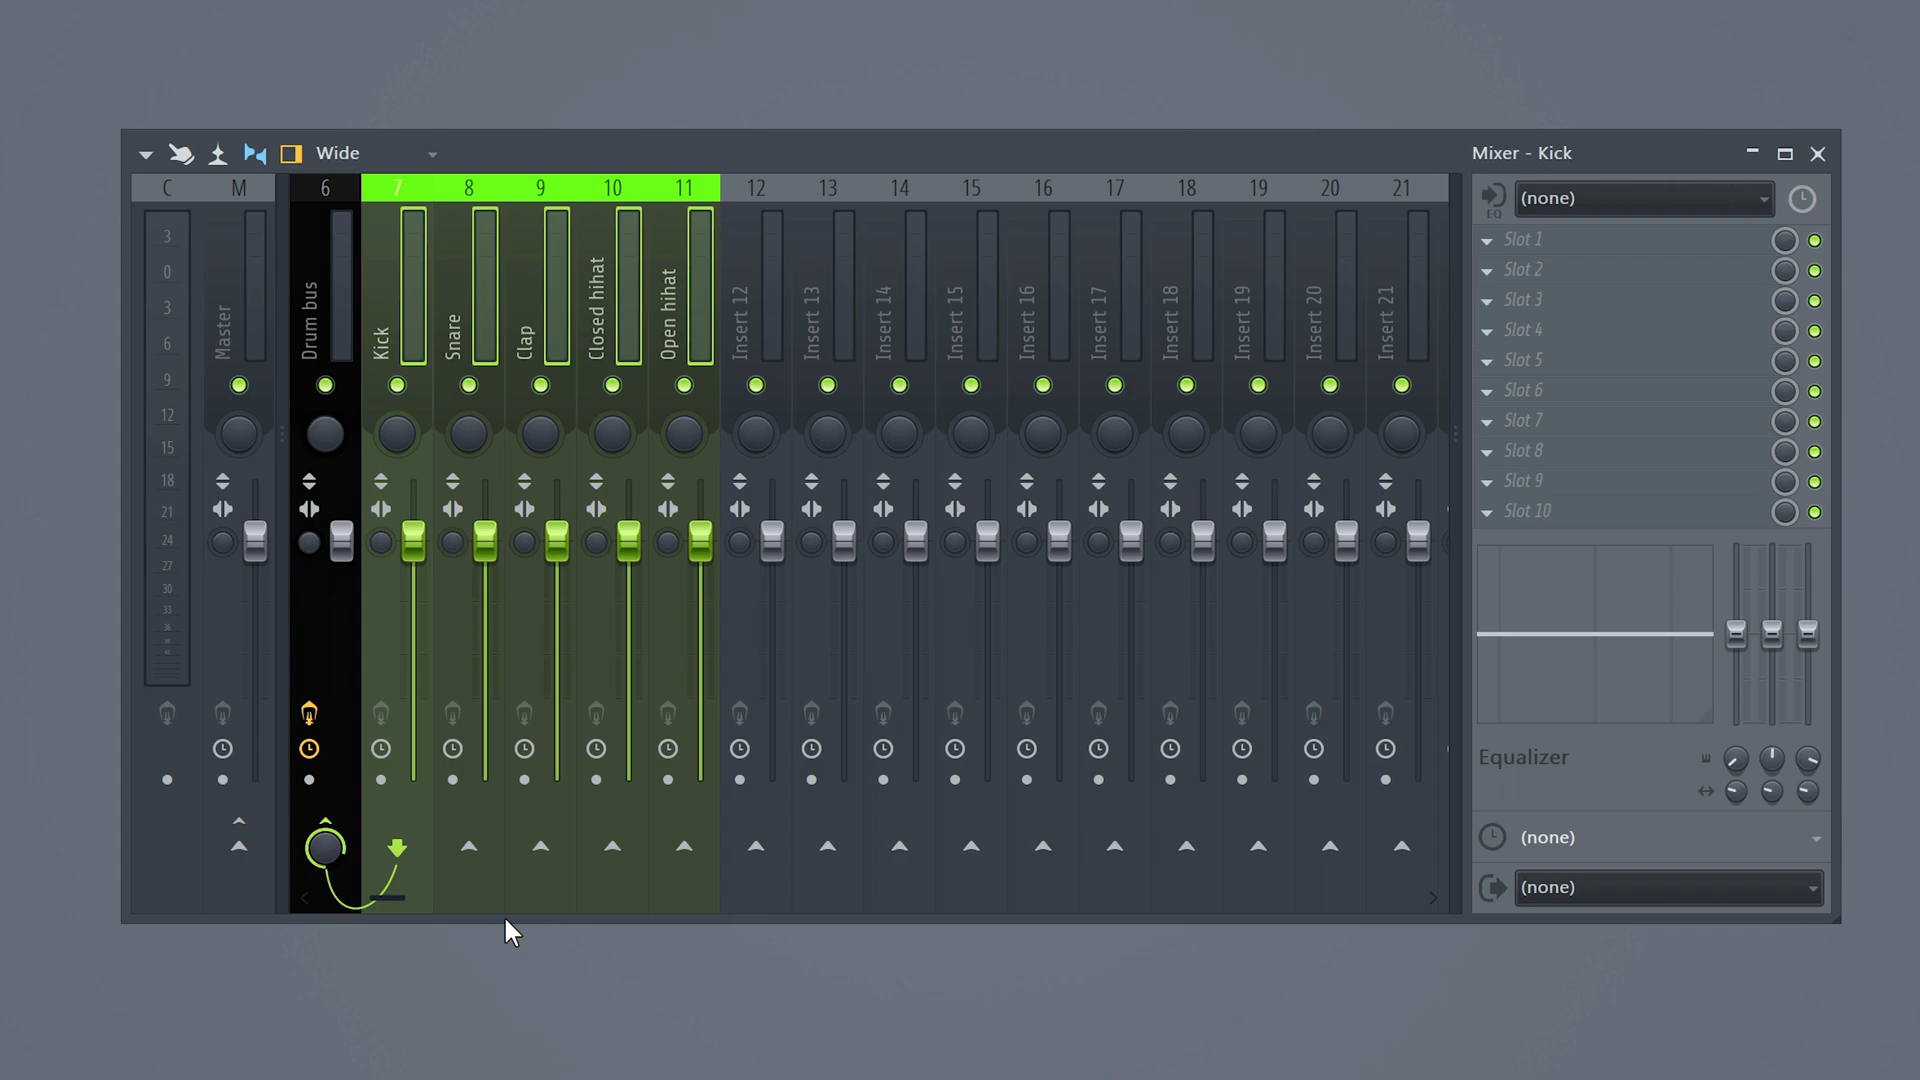 Wide
Mixer - Kick
C M 6 7 8 9 10 11 12 13 14 15 16 17 18 19 20 21
(none)
EQ
Slot 1
Slot 2
Slot 3
Slot 4
Slot 5
Slot 6
Slot 7
Slot 8
Slot 9
Slot 10
3
0
3
6
9
12
15
18
21
24
27
30
33
36
Master
Drum bus
Kick
Snare
Clap
Closed hihat
Open hihat
Insert 12
Insert 13
Insert 14
Insert 15
Insert 16
Insert 17
Insert 18
Insert 19
Insert 20
Insert 21
Equalizer
(none)
(none)